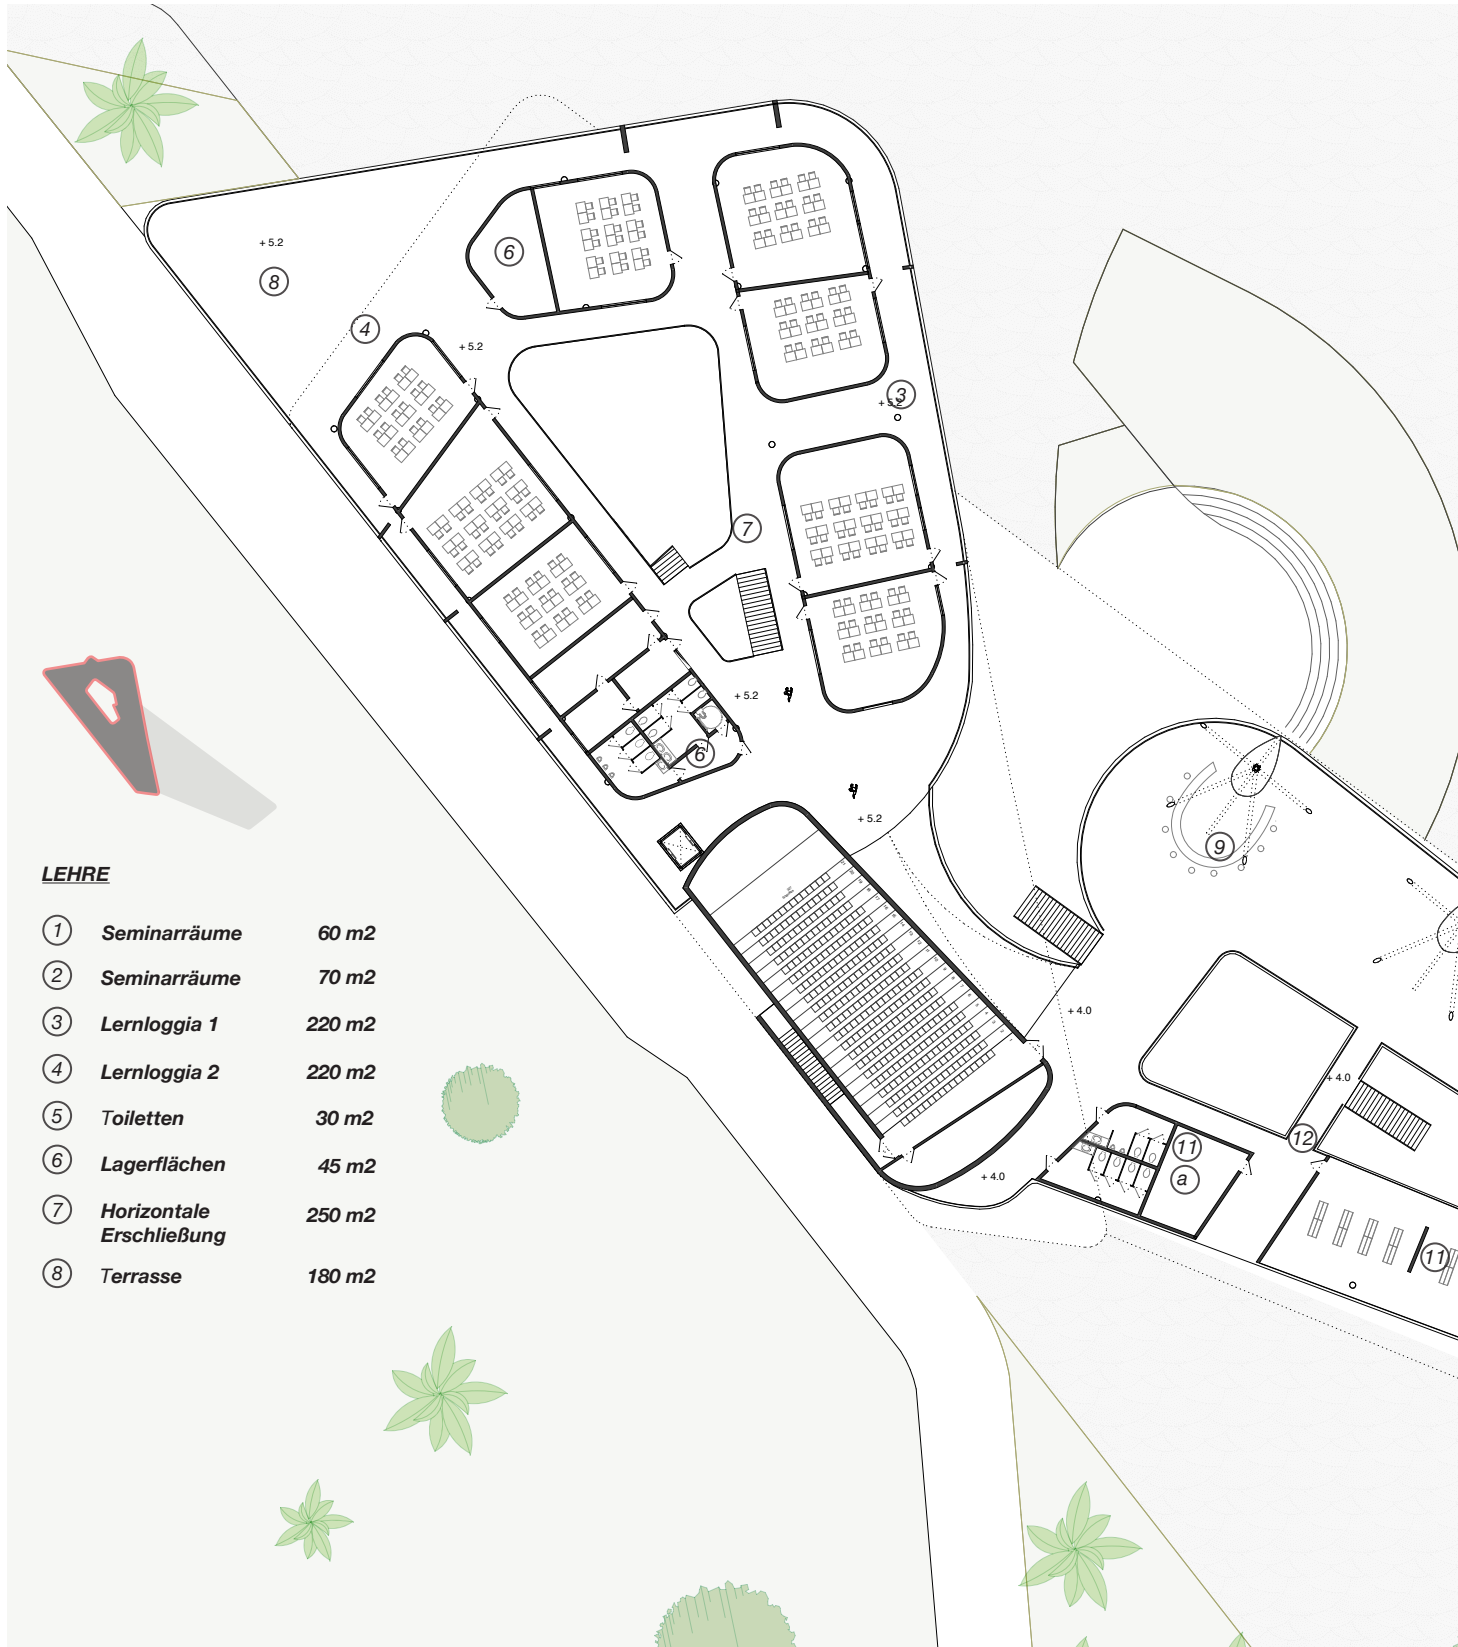 + 5.2
6
8
4
+ 5.2
3
+ 5.2
7
+ 5.2
6
+ 5.2
9
LEHRE
1 Seminarräume 60 m2
2 Seminarräume 70 m2
3 Lernloggia 1 220 m2
4 Lernloggia 2 220 m2
5 Toiletten 30 m2
6 Lagerflächen 45 m2
7 Horizontale 250 m2
Erschließung
8 Terrasse 180 m2
+ 4.0
+ 4.0
12
11
a
+ 4.0
11